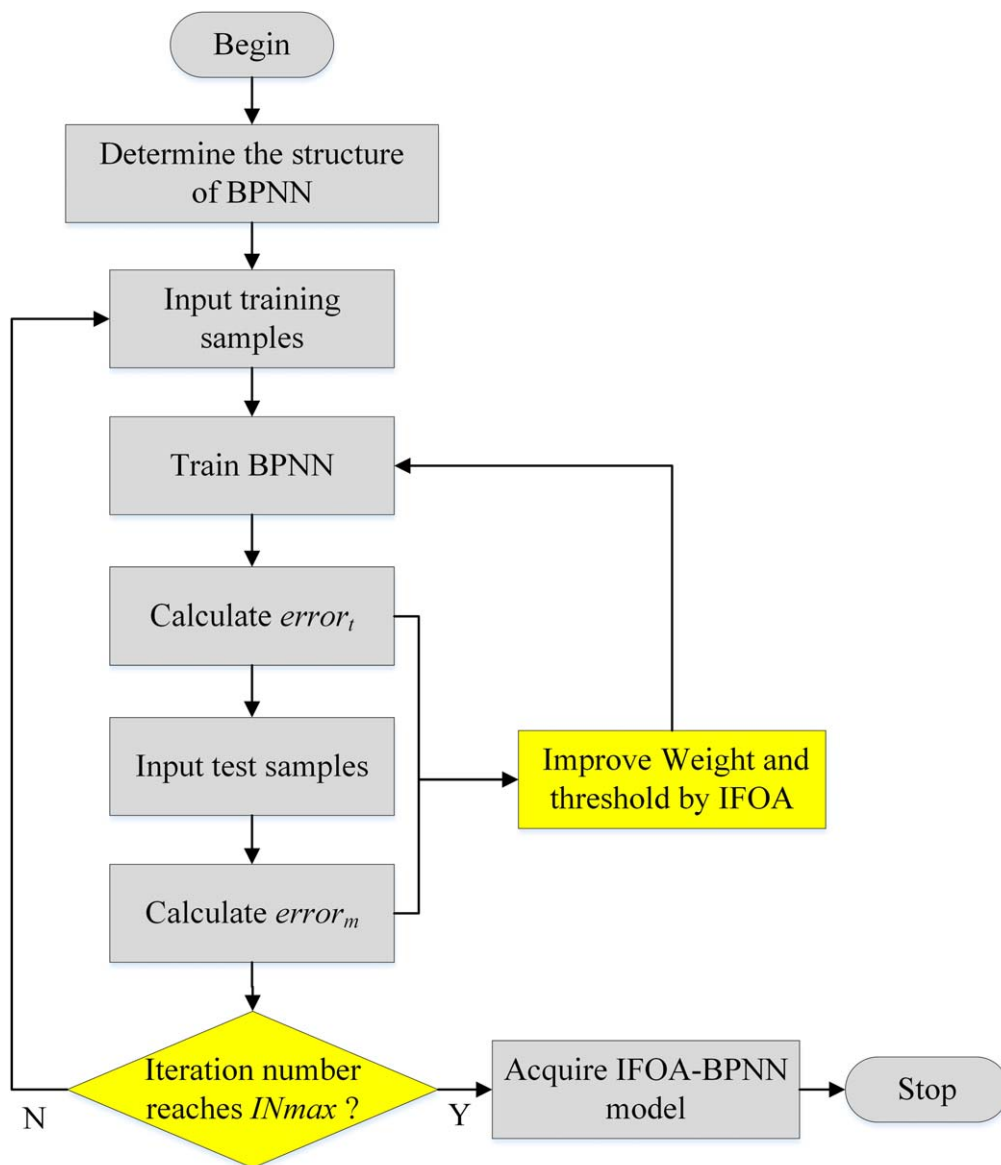 Begin
Determine the structure
of BPNN
Input training
samples
Train BPNN
Calculate errorₜ
Input test samples
Improve Weight and
threshold by IFOA
Calculate errorₘ
Iteration number
reaches INmax ?
N
Y
Acquire IFOA-BPNN
model
Stop